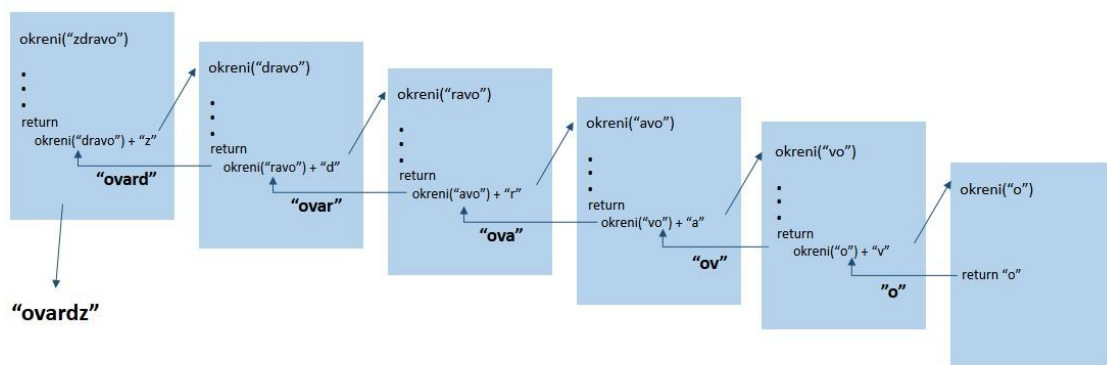 okreni(“zdravo”)
.
.
.
return
okreni(“dravo”) + “z”
“ovard”
“ovardz”
okreni(“dravo”)
.
.
.
return
okreni(“ravo”) + “d”
“ovar”
okreni(“ravo”)
.
.
.
return
okreni(“avo”) + “r”
“ova”
okreni(“avo”)
.
.
.
return
okreni(“vo”) + “a”
“ov”
okreni(“vo”)
.
.
.
return
okreni(“o”) + “v”
”o”
okreni(“o”)
return “o”